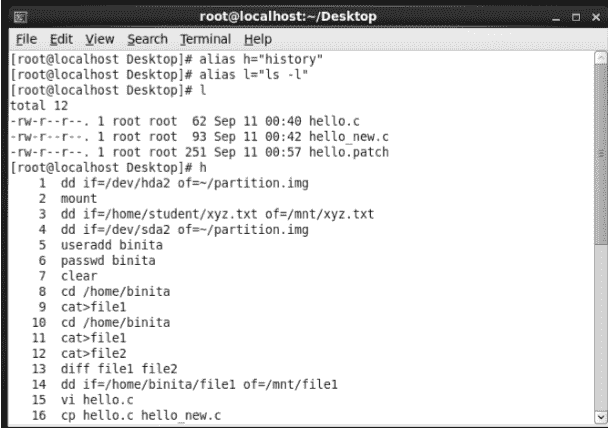 root@localhost:~/Desktop
File Edit View Search Terminal Help
[root@localhost Desktop]# alias h="history"
[root@localhost Desktop]# alias l="ls -l"
[root@localhost Desktop]# l
total 12
-rw-r--r--. 1 root root  62 Sep 11 00:40 hello.c
-rw-r--r--. 1 root root  93 Sep 11 00:42 hello_new.c
-rw-r--r--. 1 root root 251 Sep 11 00:57 hello.patch
[root@localhost Desktop]# h
    1  dd if=/dev/hda2 of=~/partition.img
    2  mount
    3  dd if=/home/student/xyz.txt of=/mnt/xyz.txt
    4  dd if=/dev/sda2 of=~/partition.img
    5  useradd binita
    6  passwd binita
    7  clear
    8  cd /home/binita
    9  cat>file1
   10  cd /home/binita
   11  cat>file1
   12  cat>file2
   13  diff file1 file2
   14  dd if=/home/binita/file1 of=/mnt/file1
   15  vi hello.c
   16  cp hello.c hello_new.c